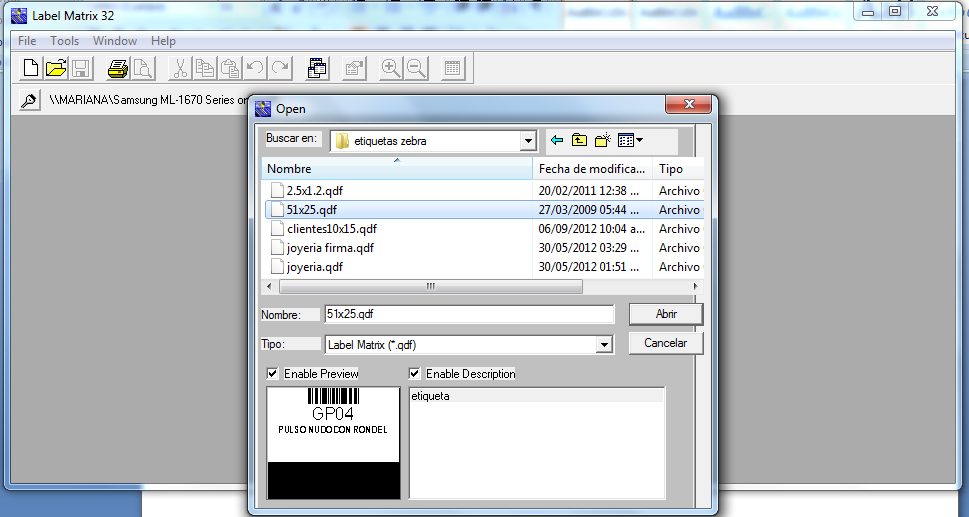 Label Matrix 32
File Tools Window Help
\\MARIANA\Samsung ML-1670 Series on
Open
Buscar en: etiquetas zebra
Nombre Fecha de modifica... Tipo
2.5x1.2.qdf 20/02/2011 12:38 ... Archivo
51x25.qdf 27/03/2009 05:44 ... Archivo
clientes10x15.qdf 06/09/2012 10:04 a... Archivo
joyeria firma.qdf 30/05/2012 03:29 ... Archivo
joyeria.qdf 30/05/2012 01:51 ... Archivo
Nombre: 51x25.qdf Abrir
Tipo: Label Matrix (*.qdf) Cancelar
Enable Preview Enable Description
etiqueta
GP04
PULSO NUDO CON RONDEL